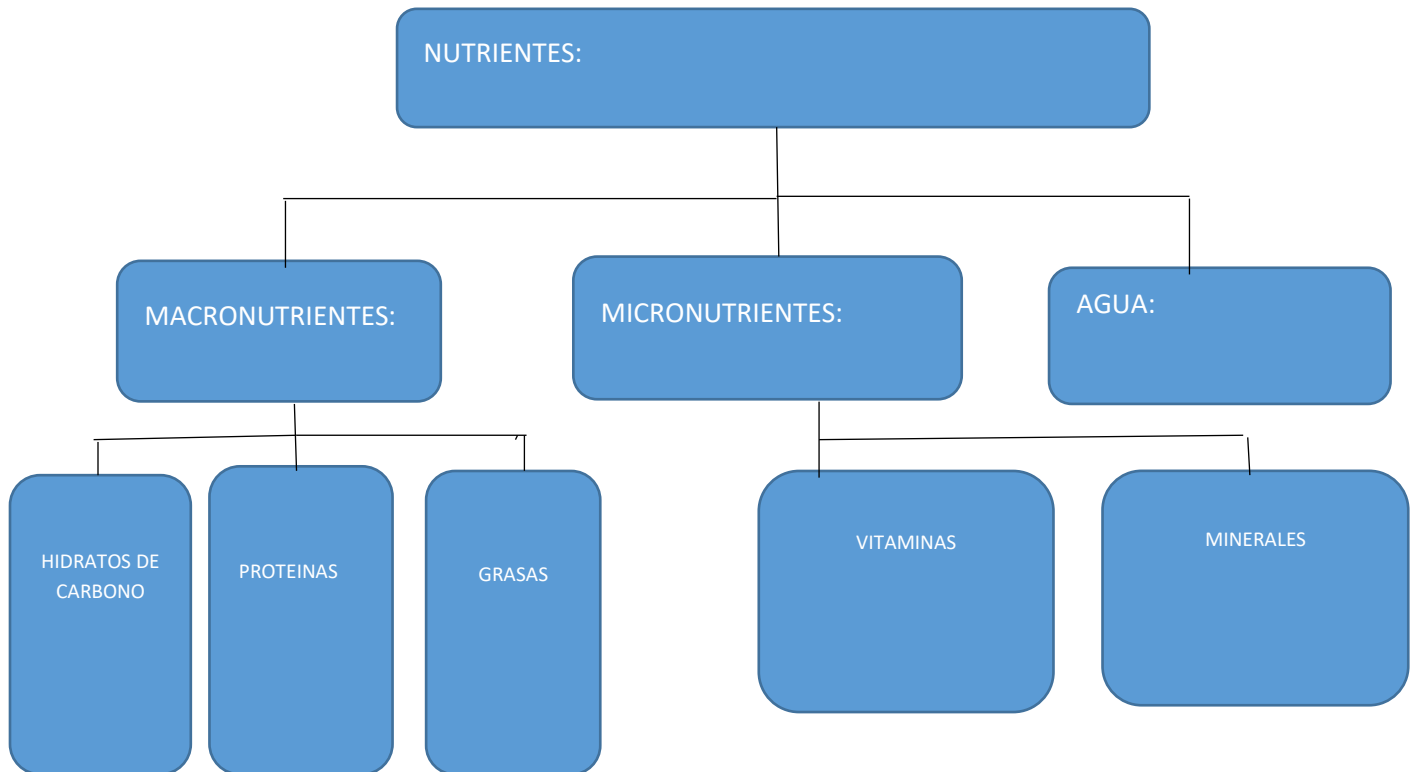 NUTRIENTES:
MACRONUTRIENTES:
MICRONUTRIENTES:
AGUA:
HIDRATOS DE
CARBONO
PROTEINAS
GRASAS
VITAMINAS
MINERALES